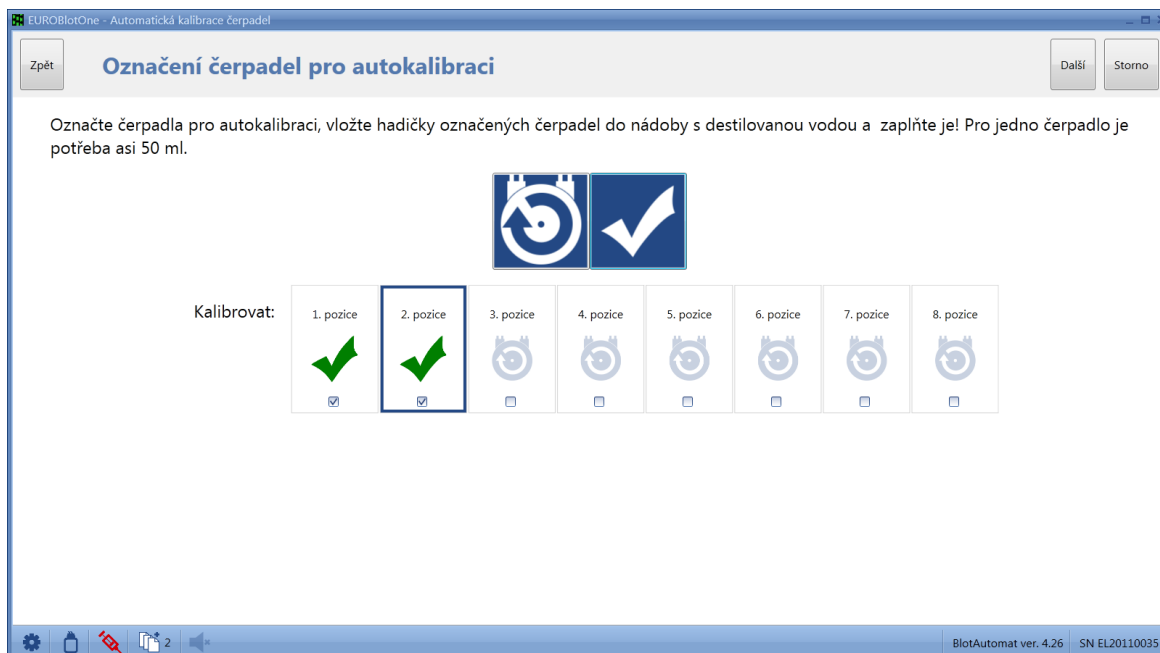 EUROBlotOne - Automatická kalibrace čerpadel
Zpět
Označení čerpadel pro autokalibraci
Další
Storno
Označte čerpadla pro autokalibraci, vložte hadičky označených čerpadel do nádoby s destilovanou vodou a  zaplňte je! Pro jedno čerpadlo je
potřeba asi 50 ml.
Kalibrovat:
1. pozice
2. pozice
3. pozice
4. pozice
5. pozice
6. pozice
7. pozice
8. pozice
2
BlotAutomat ver. 4.26
SN EL20110035